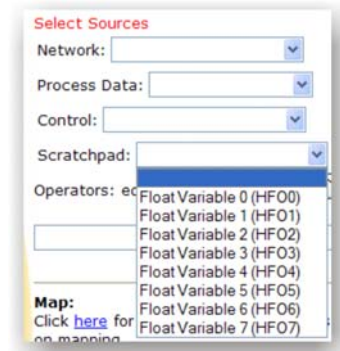 Select Sources
Network:
Process Data:
Control:
Scratchpad:
Operators:
Float Variable 0 (HFO0)
Float Variable 1 (HFO1)
Float Variable 2 (HFO2)
Float Variable 3 (HFO3)
Float Variable 4 (HFO4)
Float Variable 5 (HFO5)
Float Variable 6 (HFO6)
Float Variable 7 (HFO7)
Map:
Click here for
on mapping